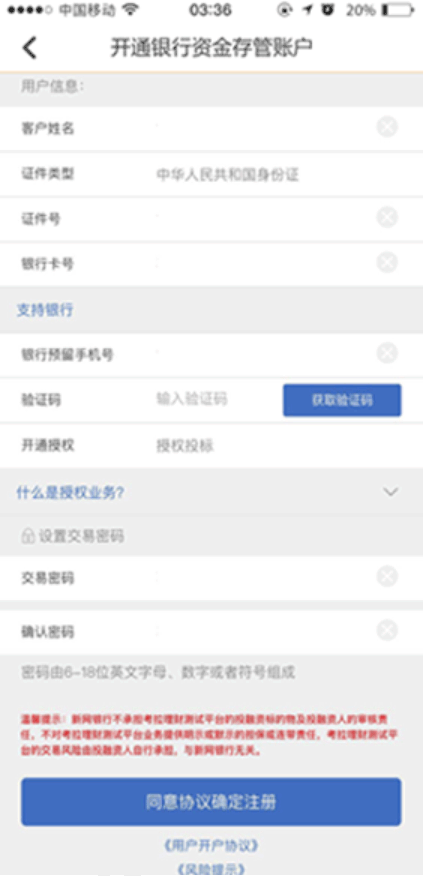 中国移动 03:36 20%
开通银行资金存管账户
用户信息：
客户姓名
证件类型 中华人民共和国身份证
证件号
银行卡号
支持银行
银行预留手机号
验证码 输入验证码 获取验证码
开通授权 授权投标
什么是授权业务?
设置交易密码
交易密码
确认密码
密码由6-18位英文字母、数字或者符号组成
温馨提示：新网银行不承担考拉理财测试平台的投融资标的物及投融资人的审核责
任，不对考拉理财测试平台业务提供明示或默示的担保或连带责任，考拉理财测试平
台的交易风险由投融资人自行承担，与新网银行无关。
同意协议确定注册
《用户开户协议》
《风险提示》